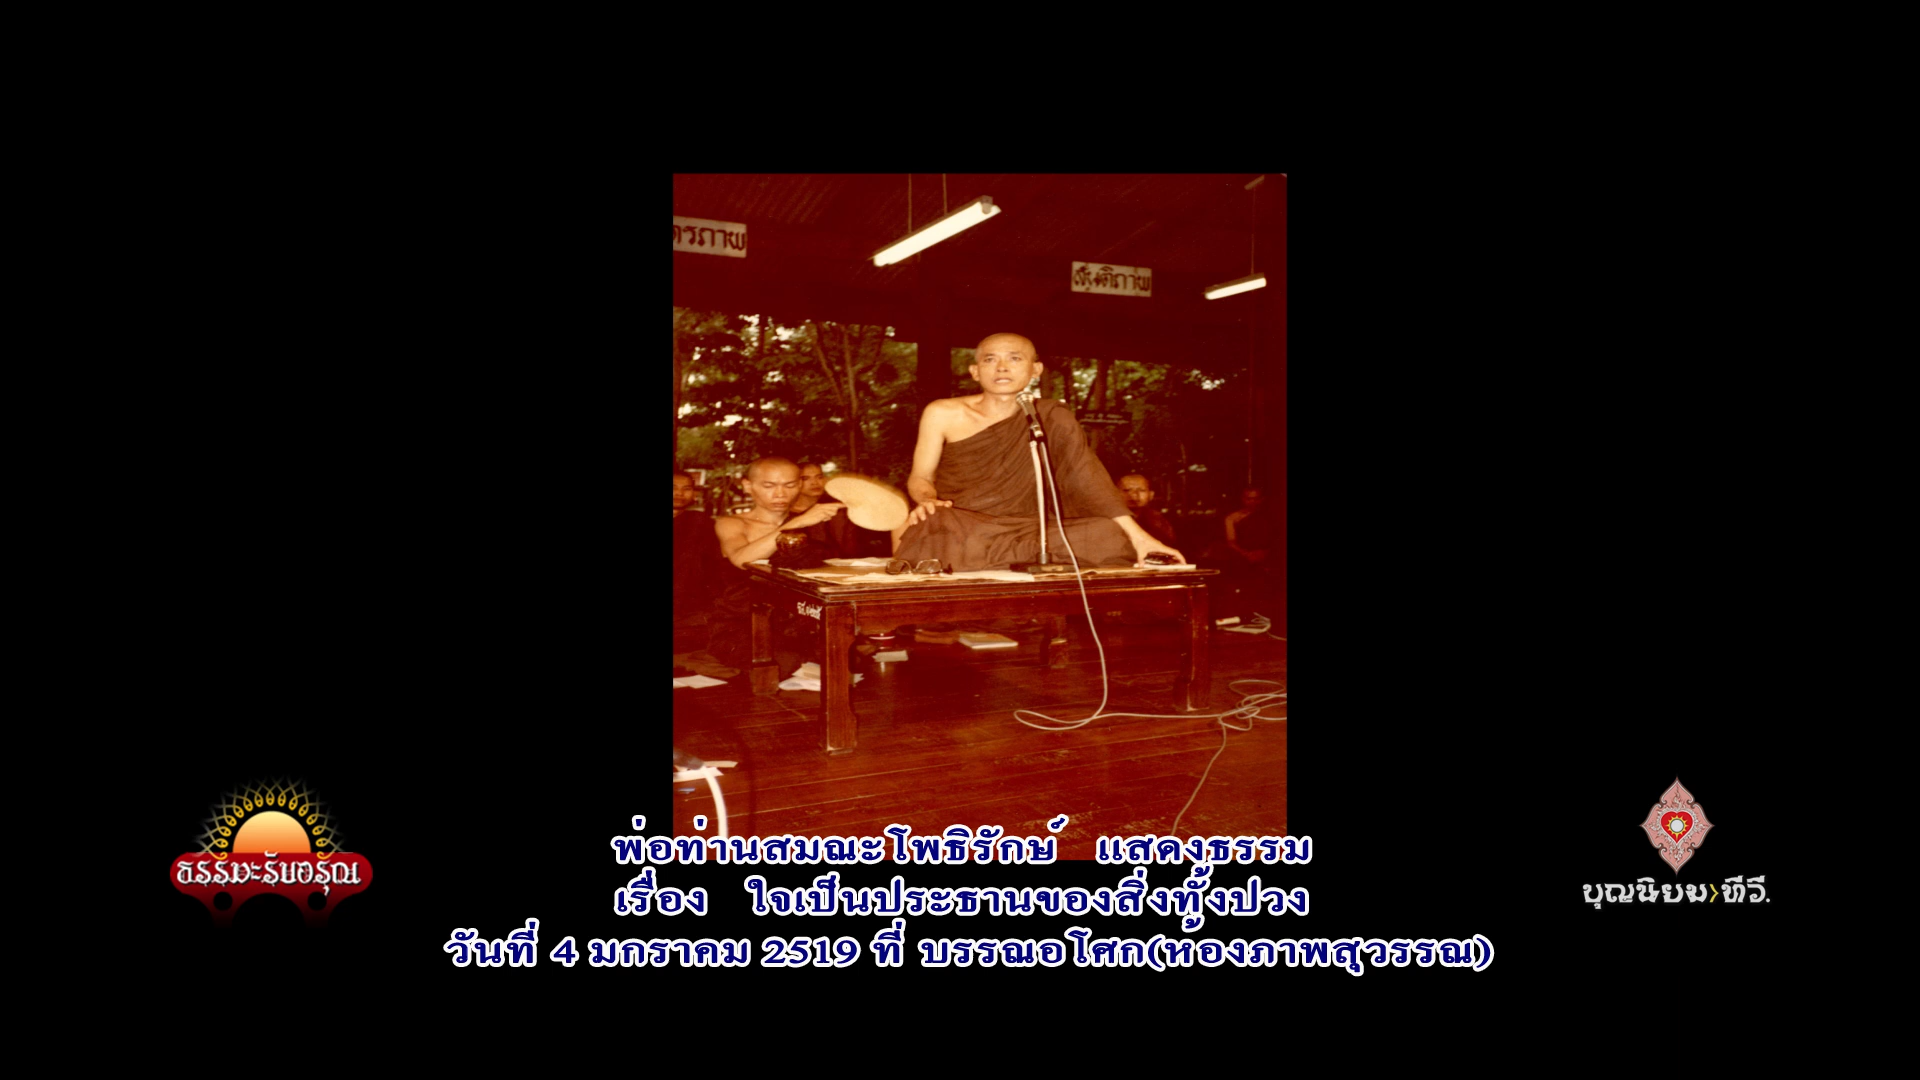 ตรภาพ
สันติภาพ
พ่อท่านสมณะโพธิรักษ์ แสดงธรรม
เรื่อง ใจเป็นประธานของสิ่งทั้งปวง
วันที่ 4 มกราคม 2519 ที่ บรรณอโศก(ห้องภาพสุวรรณ)
ธรรมะรับอรุณ
บุญนิยม>ทีวี.